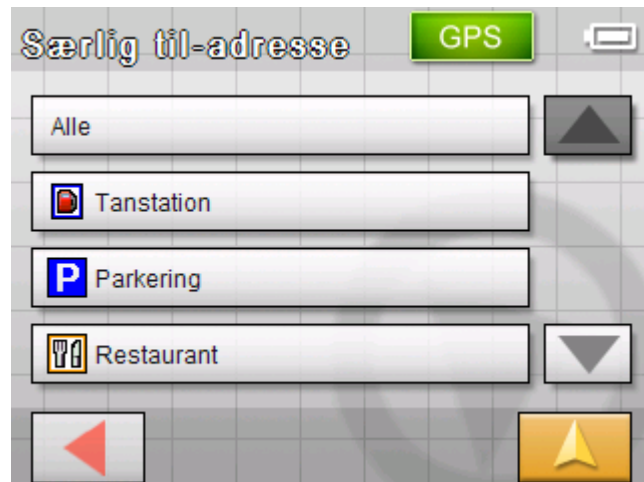 Særlig til-adresse
GPS
Alle
Tanstation
P Parkering
Restaurant